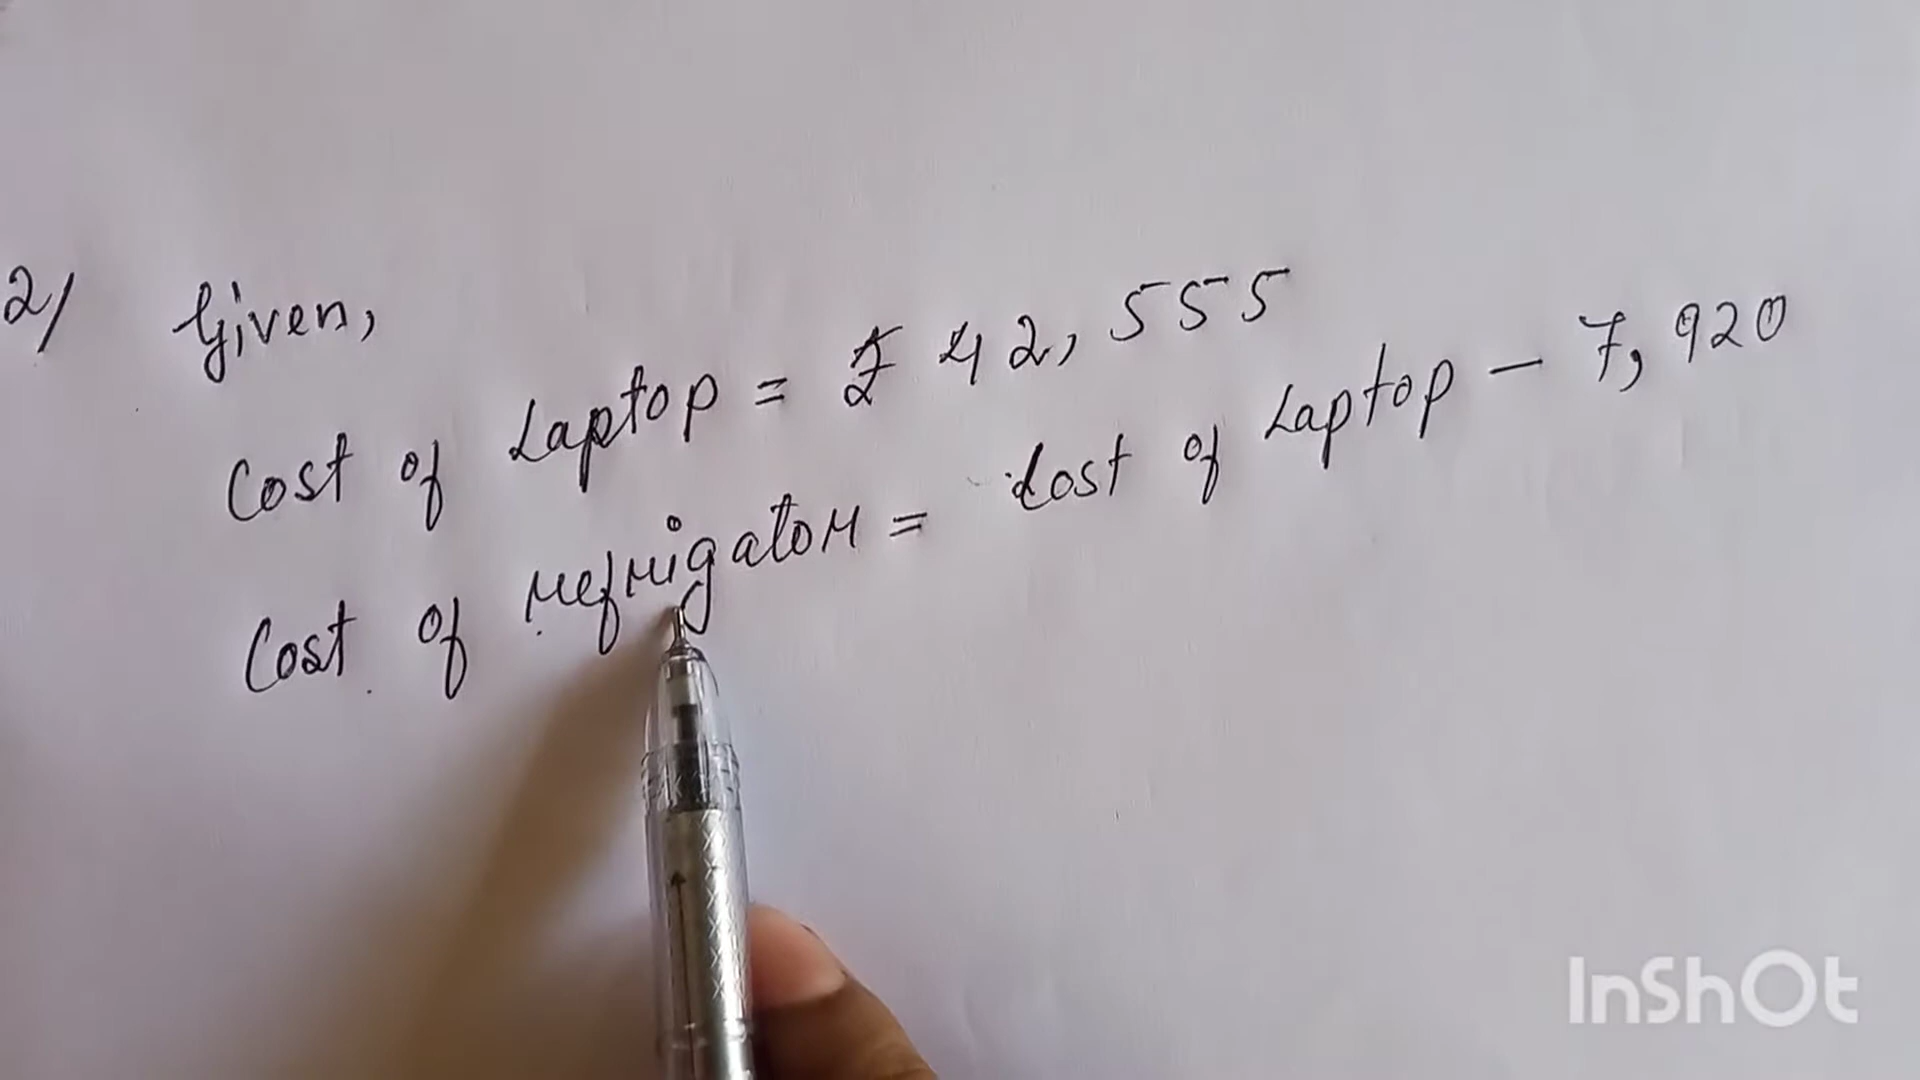 2/ Given,
Cost of Laptop = ₹ 42,555
Cost of refrigator = Cost of Laptop - 7,920
InShOt